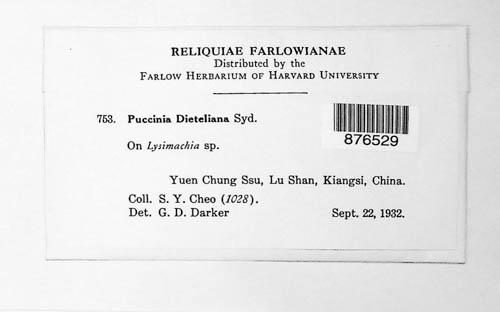 RELIQUIAE FARLOWIANAE
Distributed by the
FARLOW HERBARIUM OF HARVARD UNIVERSITY
753. Puccinia Dieteliana Syd.
876529
On Lysimachia sp.
Yuen Chung Ssu, Lu Shan, Kiangsi, China.
Coll. S. Y. Cheo (1028).
Det. G. D. Darker Sept. 22, 1932.